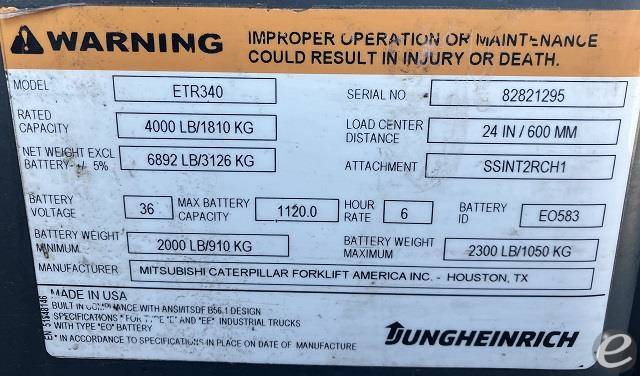 WARNING
IMPROPER OPERATION OR MAINTENANCE
COULD RESULT IN INJURY OR DEATH.
MODEL ETR340 SERIAL NO 82821295
RATED
CAPACITY 4000 LB/1810 KG LOAD CENTER
DISTANCE 24 IN / 600 MM
NET WEIGHT EXCL
BATTERY +/- 5% 6892 LB/3126 KG ATTACHMENT SSINT2RCH1
BATTERY
VOLTAGE 36 MAX BATTERY
CAPACITY 1120.0 HOUR
RATE 6 BATTERY
ID EO583
BATTERY WEIGHT
MINIMUM 2000 LB/910 KG BATTERY WEIGHT
MAXIMUM 2300 LB/1050 KG
MANUFACTURER MITSUBISHI CATERPILLAR FORKLIFT AMERICA INC. - HOUSTON, TX
MADE IN USA
BUILT IN COMPLIANCE WITH ANSI/ITSDF B56.1 DESIGN
SPECIFICATIONS * FOR TYPE "E" AND "EE" INDUSTRIAL TRUCKS
WITH TYPE "EO" BATTERY
* IN ACCORDANCE TO SPECIFICATIONS IN PLACE ON DATE OF MANUFACTURE
JUNGHEINRICH
e